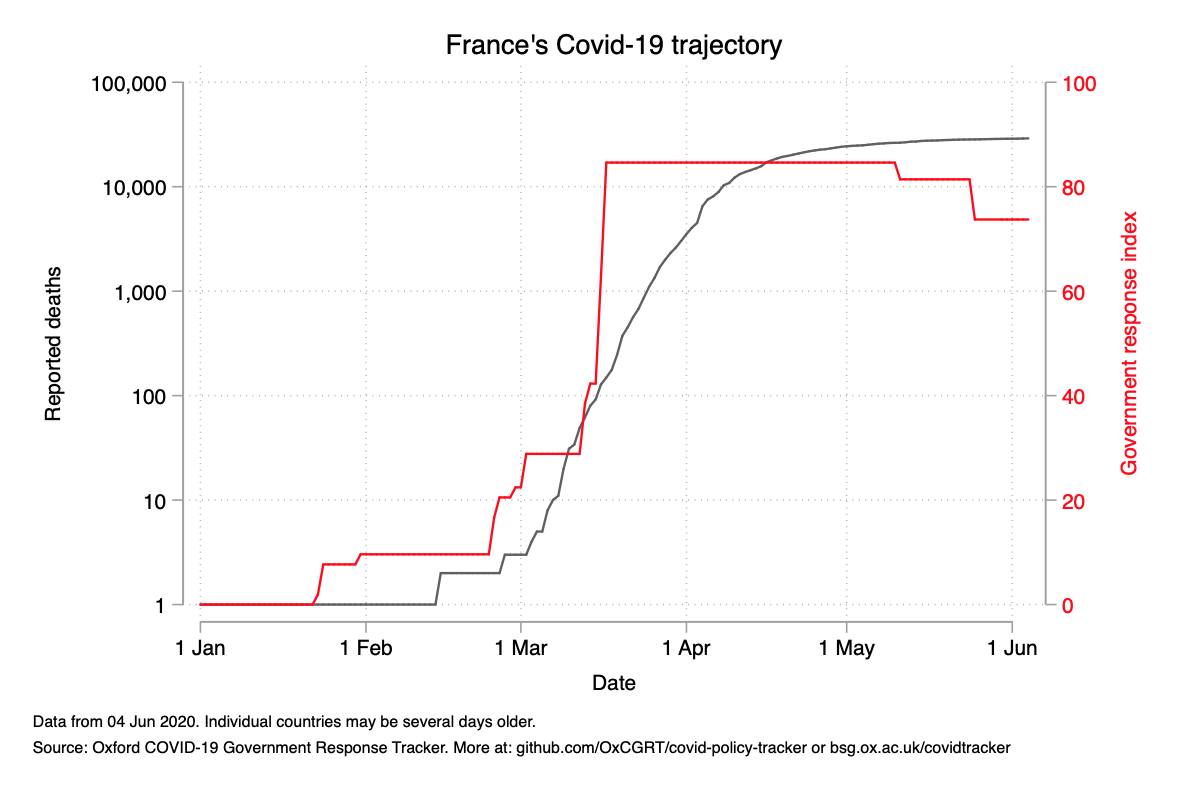 France's Covid-19 trajectory
100,000
10,000
1,000
100
10
1
Reported deaths
100
80
60
40
20
0
Government response index
1 Jan
1 Feb
1 Mar
1 Apr
1 May
1 Jun
Date
Data from 04 Jun 2020. Individual countries may be several days older.
Source: Oxford COVID-19 Government Response Tracker. More at: github.com/OxCGRT/covid-policy-tracker or bsg.ox.ac.uk/covidtracker